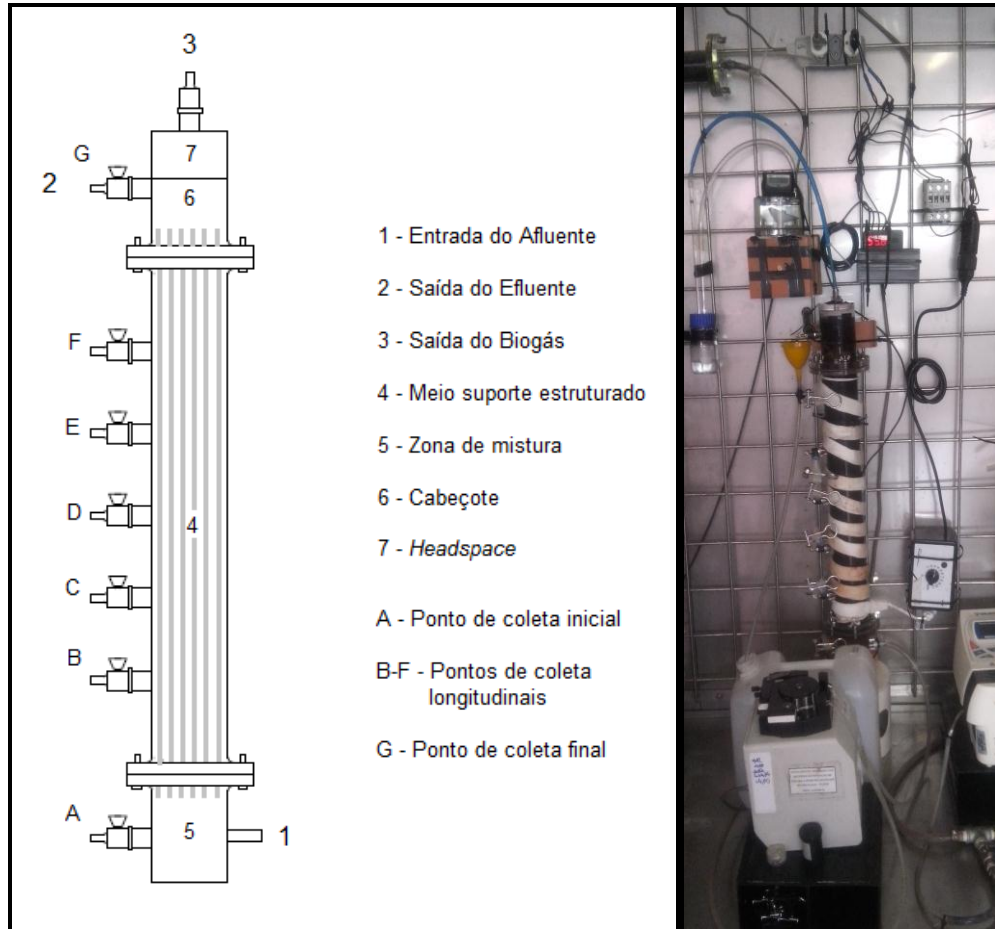 3
7
G
2
6
1 - Entrada do Afluente
2 - Saída do Efluente
F
3 - Saída do Biogás
4 - Meio suporte estruturado
E
5 - Zona de mistura
6 - Cabeçote
D
4
7 - Headspace
C
A - Ponto de coleta inicial
B
B-F - Pontos de coleta
longitudinais
G - Ponto de coleta final
A
5
1